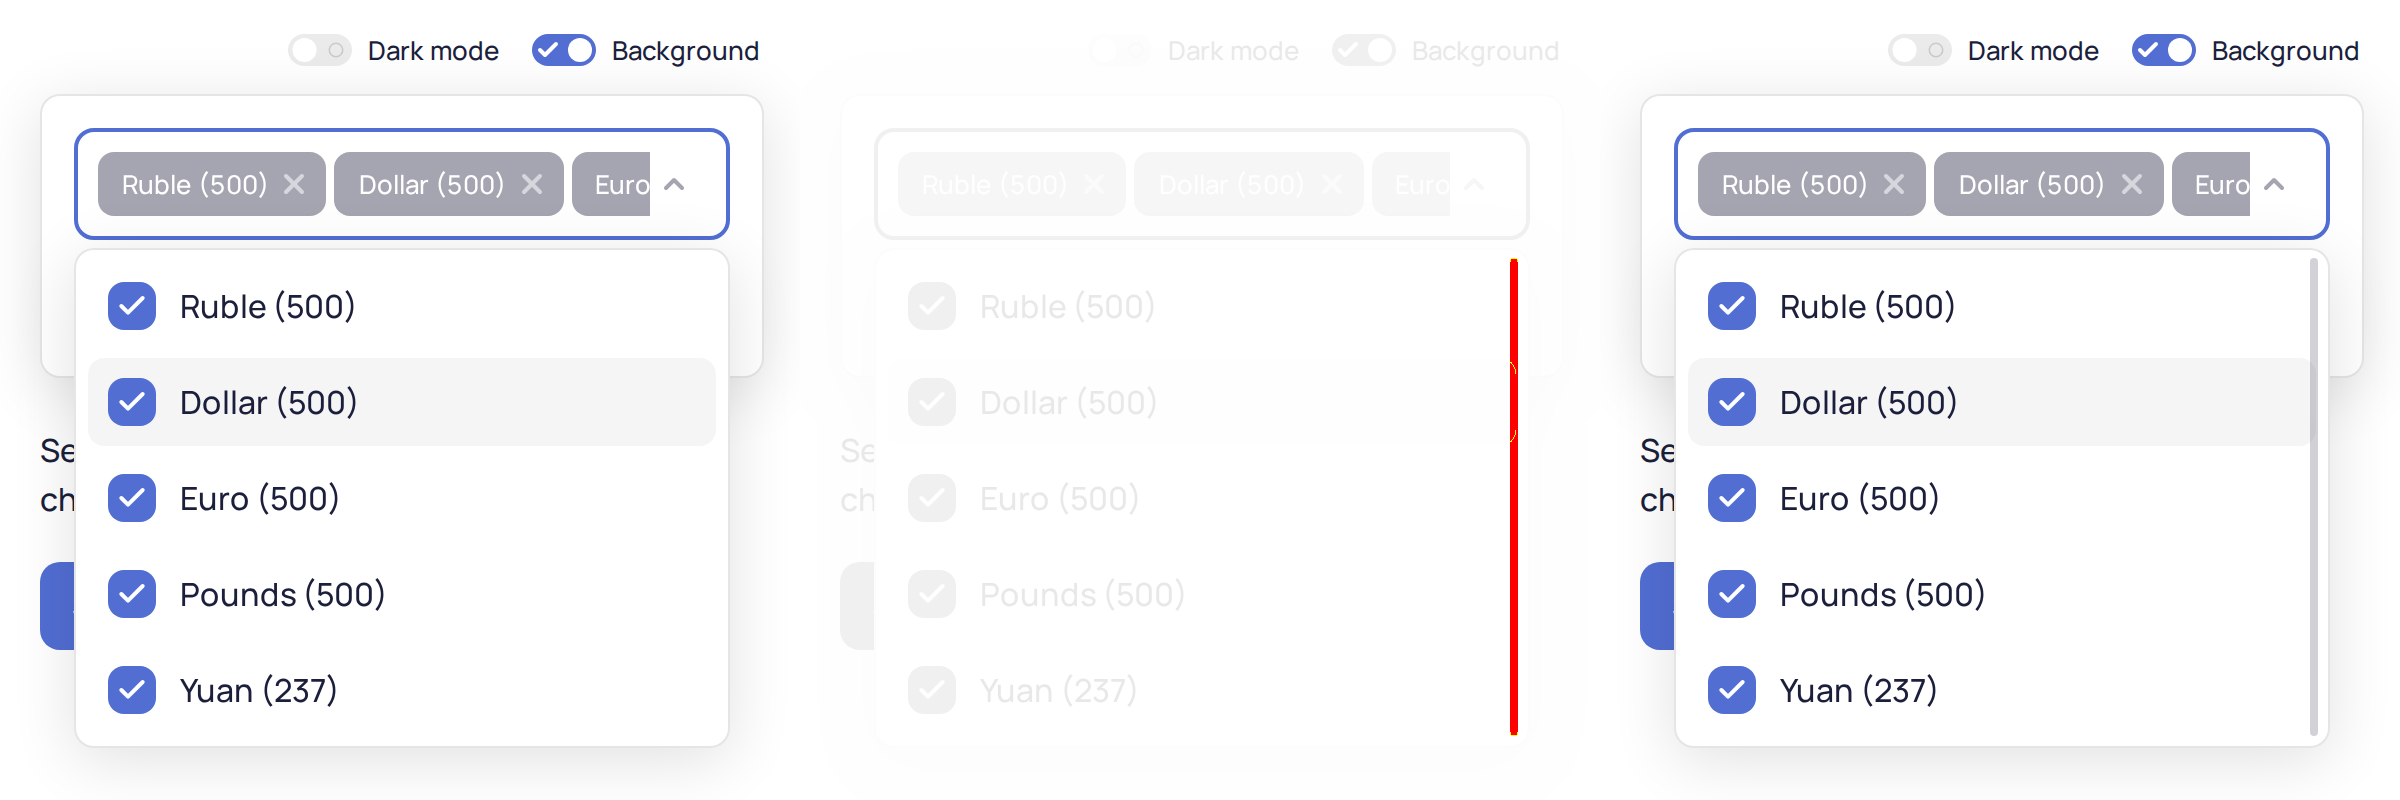 Dark mode Background
Ruble (500) Dollar (500) Euro
Ruble (500)
Dollar (500)
Se
Euro (500)
ch
Pounds (500)
Yuan (237)
Dark mode Background
Ruble (500) Dollar (500) Euro
Ruble (500)
Dollar (500)
Se
Euro (500)
ch
Pounds (500)
Yuan (237)
Dark mode Background
Ruble (500) Dollar (500) Euro
Ruble (500)
Dollar (500)
Se
Euro (500)
ch
Pounds (500)
Yuan (237)